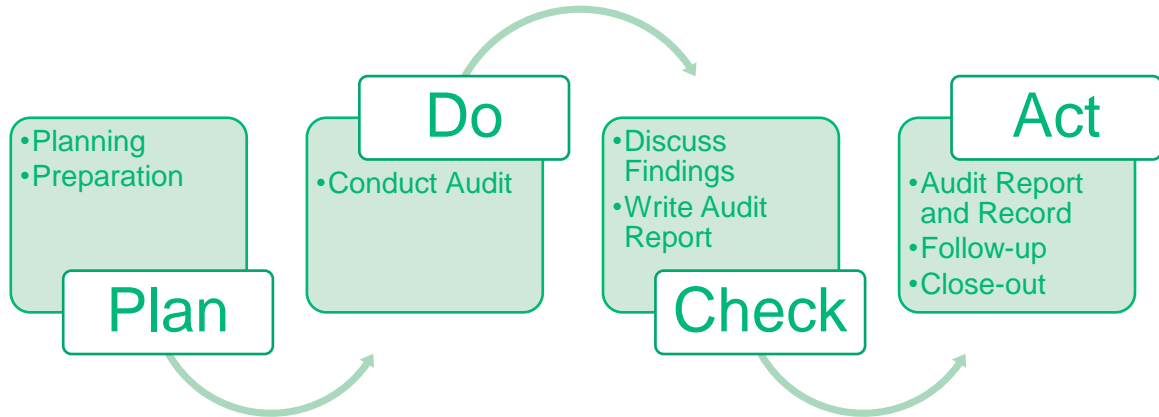 •Planning
•Preparation
Plan
Do
•Conduct Audit
•Discuss
Findings
•Write Audit
Report
Check
Act
•Audit Report
and Record
•Follow-up
•Close-out